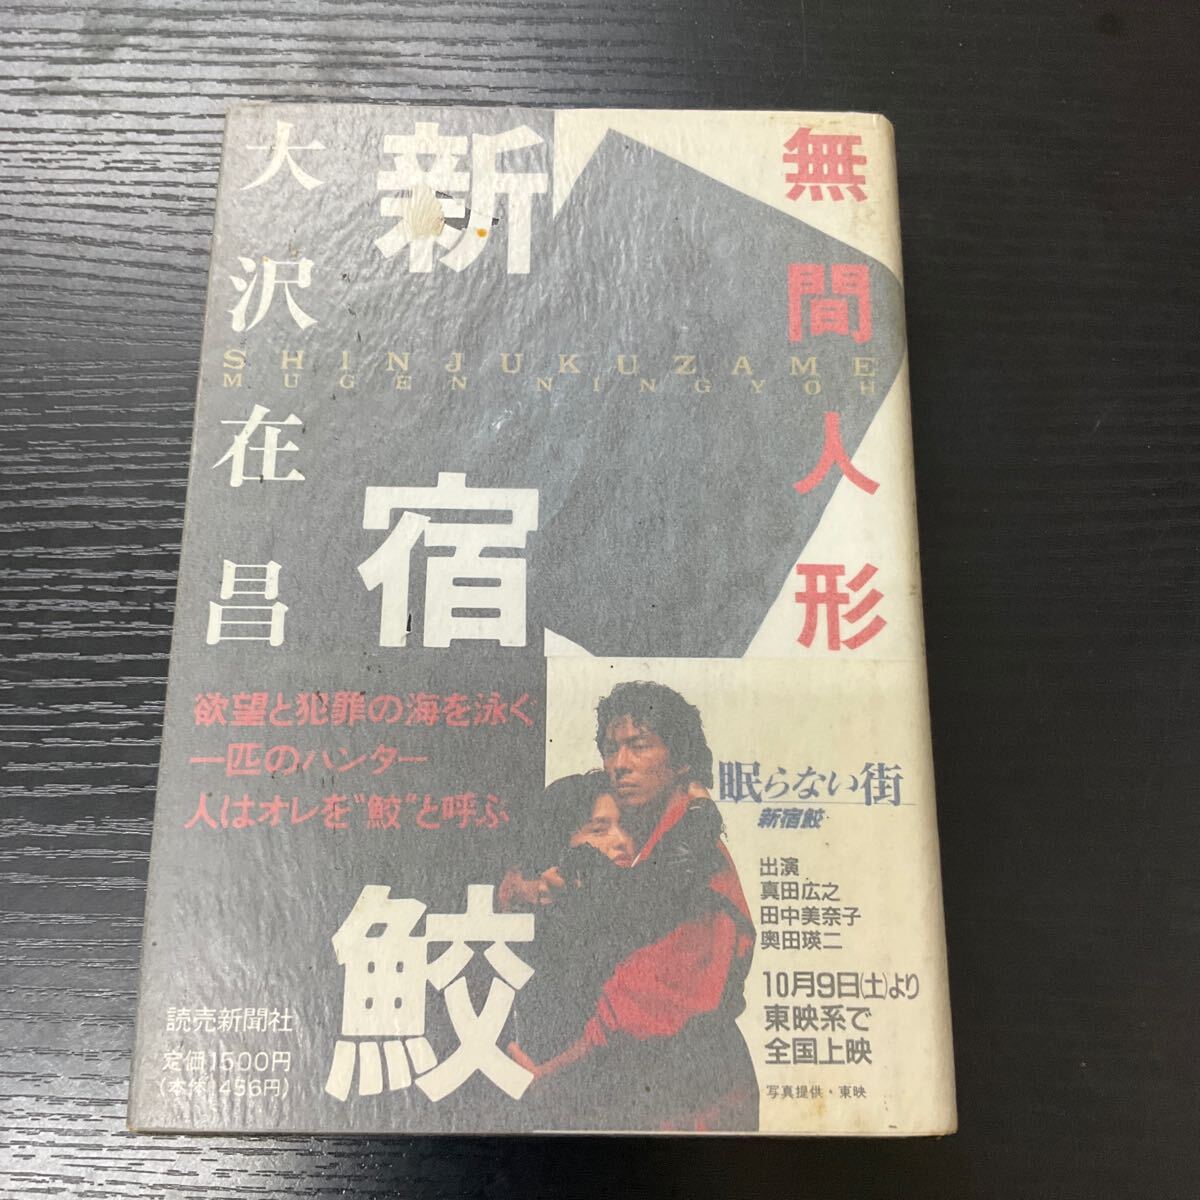 無間人形
新宿鮫
大沢在昌
SHINJUKUZAME
MUGEN NINGYOH
欲望と犯罪の海を泳ぐ
一匹のハンター
人はオレを〝鮫〟と呼ぶ
眠らない街
新宿鮫
出演
真田広之
田中美奈子
奥田瑛二
10月9日(土)より
東映系で
全国上映
写真提供・東映
読売新聞社
定価1500円
(本体1456円)